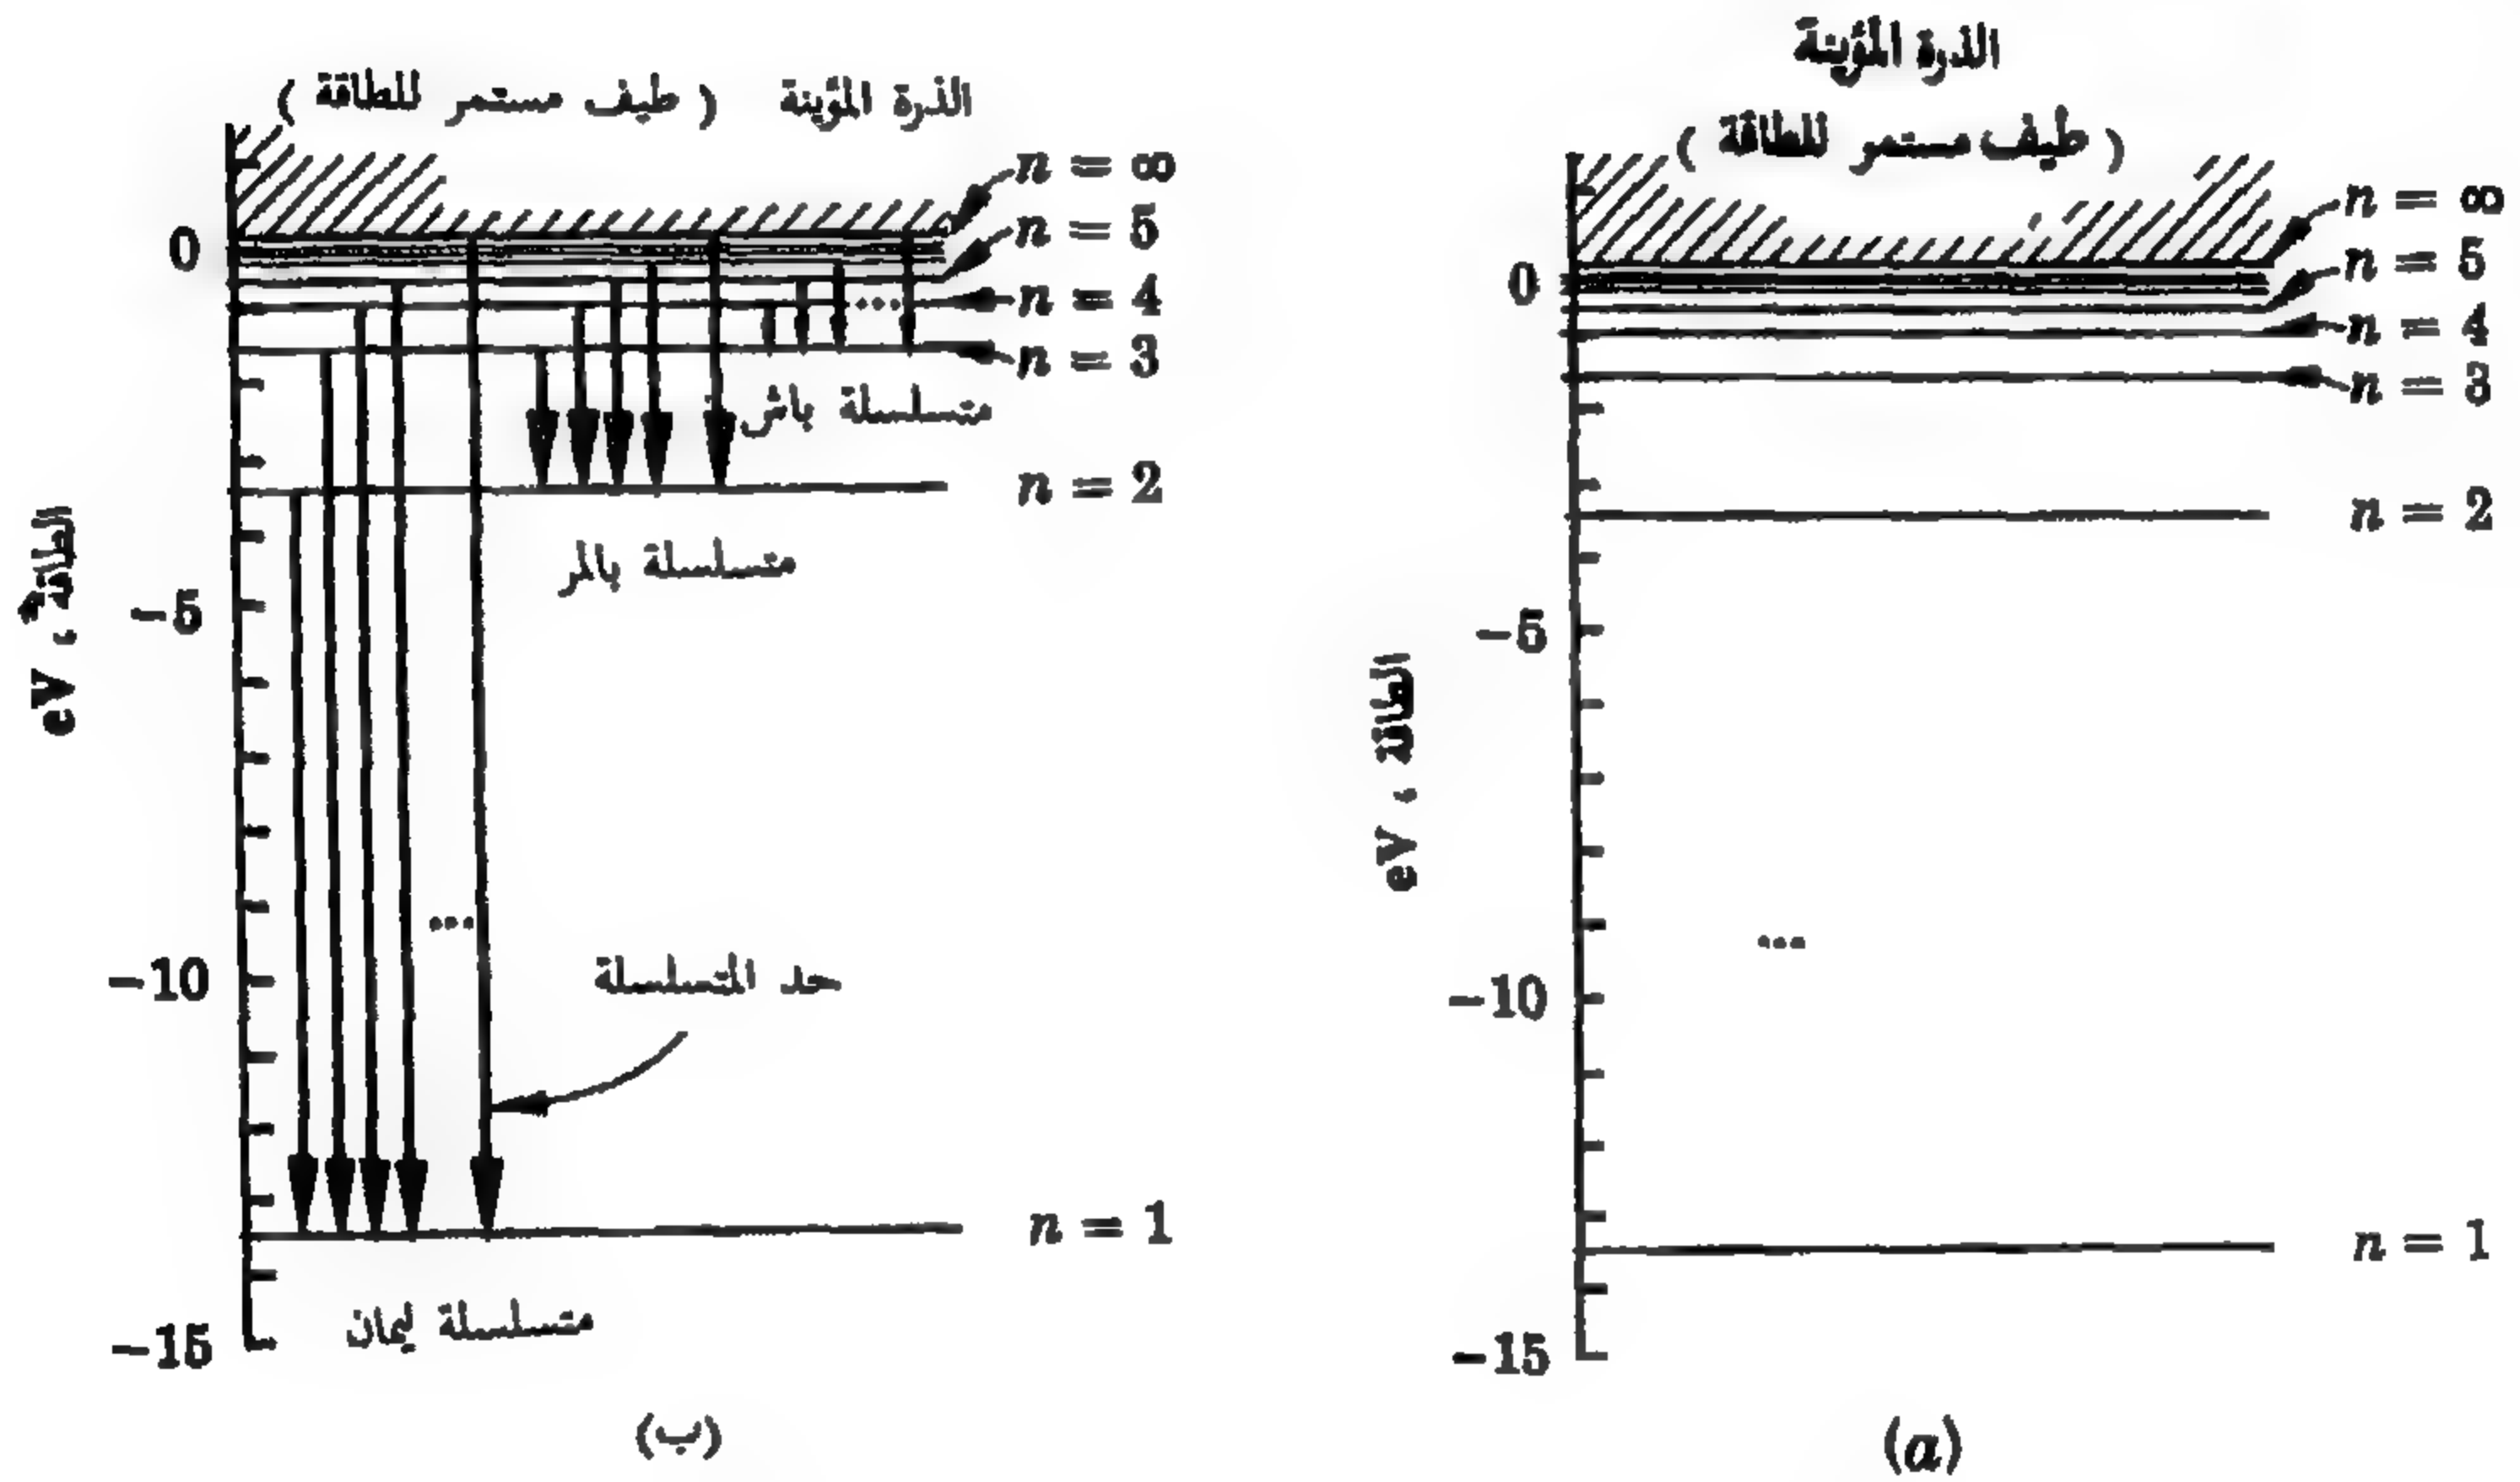 الذرة المؤينة
( طيف مستمر للطاقة )
n = ∞
n = 5
n = 4
n = 3
n = 2
n = 1
0
−5
−10
−15
الطاقة ، eV
...
(a)
الذرة المؤينة ( طيف مستمر للطاقة )
n = ∞
n = 5
n = 4
n = 3
n = 2
n = 1
0
−5
−10
−15
الطاقة ، eV
...
متسلسلة باشن
متسلسلة بالمر
...
حد المتسلسلة
متسلسلة ليمان
(ب)